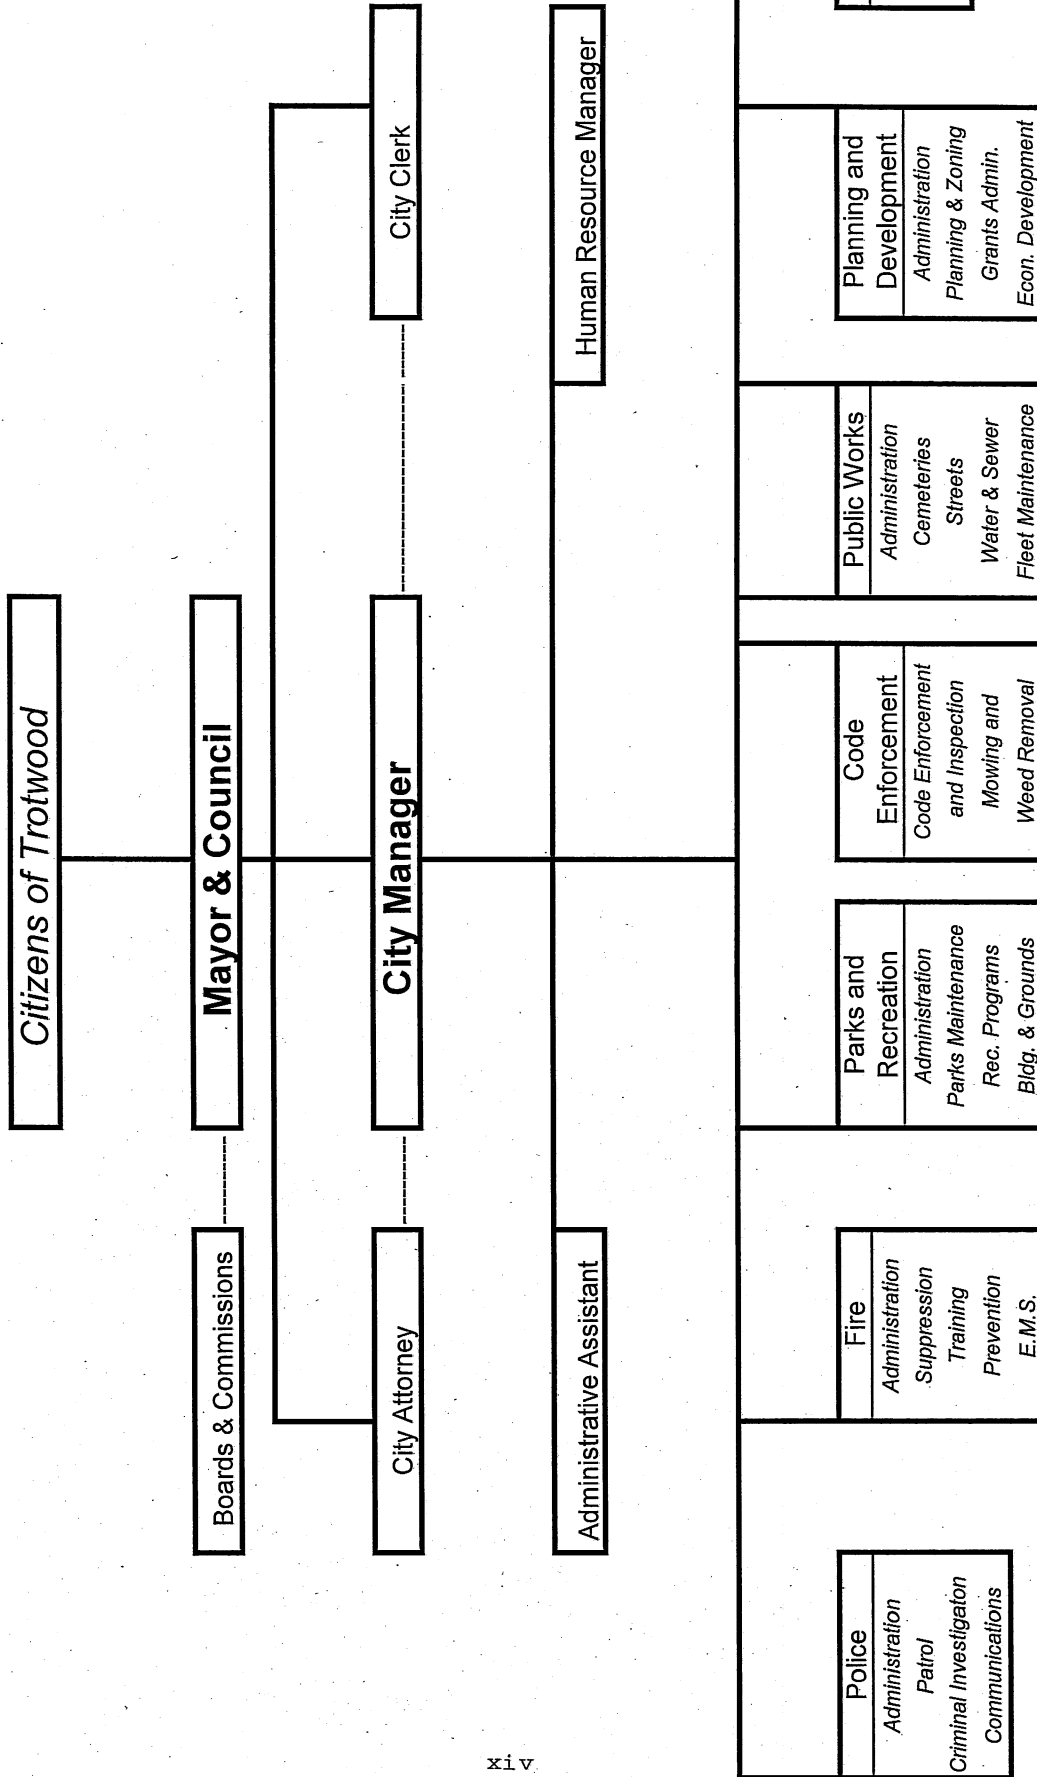 Citizens of Trotwood
Boards & Commissions
Mayor & Council
City Attorney
City Manager
City Clerk
Administrative Assistant
Human Resource Manager
Police
Administration
Patrol
Criminal Investigaton
Communications
Fire
Administration
Suppression
Training
Prevention
E.M.S.
Parks and
Recreation
Administration
Parks Maintenance
Rec. Programs
Bldg. & Grounds
Code
Enforcement
Code Enforcement
and Inspection
Mowing and
Weed Removal
Public Works
Administration
Cemeteries
Streets
Water & Sewer
Fleet Maintenance
Planning and
Development
Administration
Planning & Zoning
Grants Admin.
Econ. Development
xiv